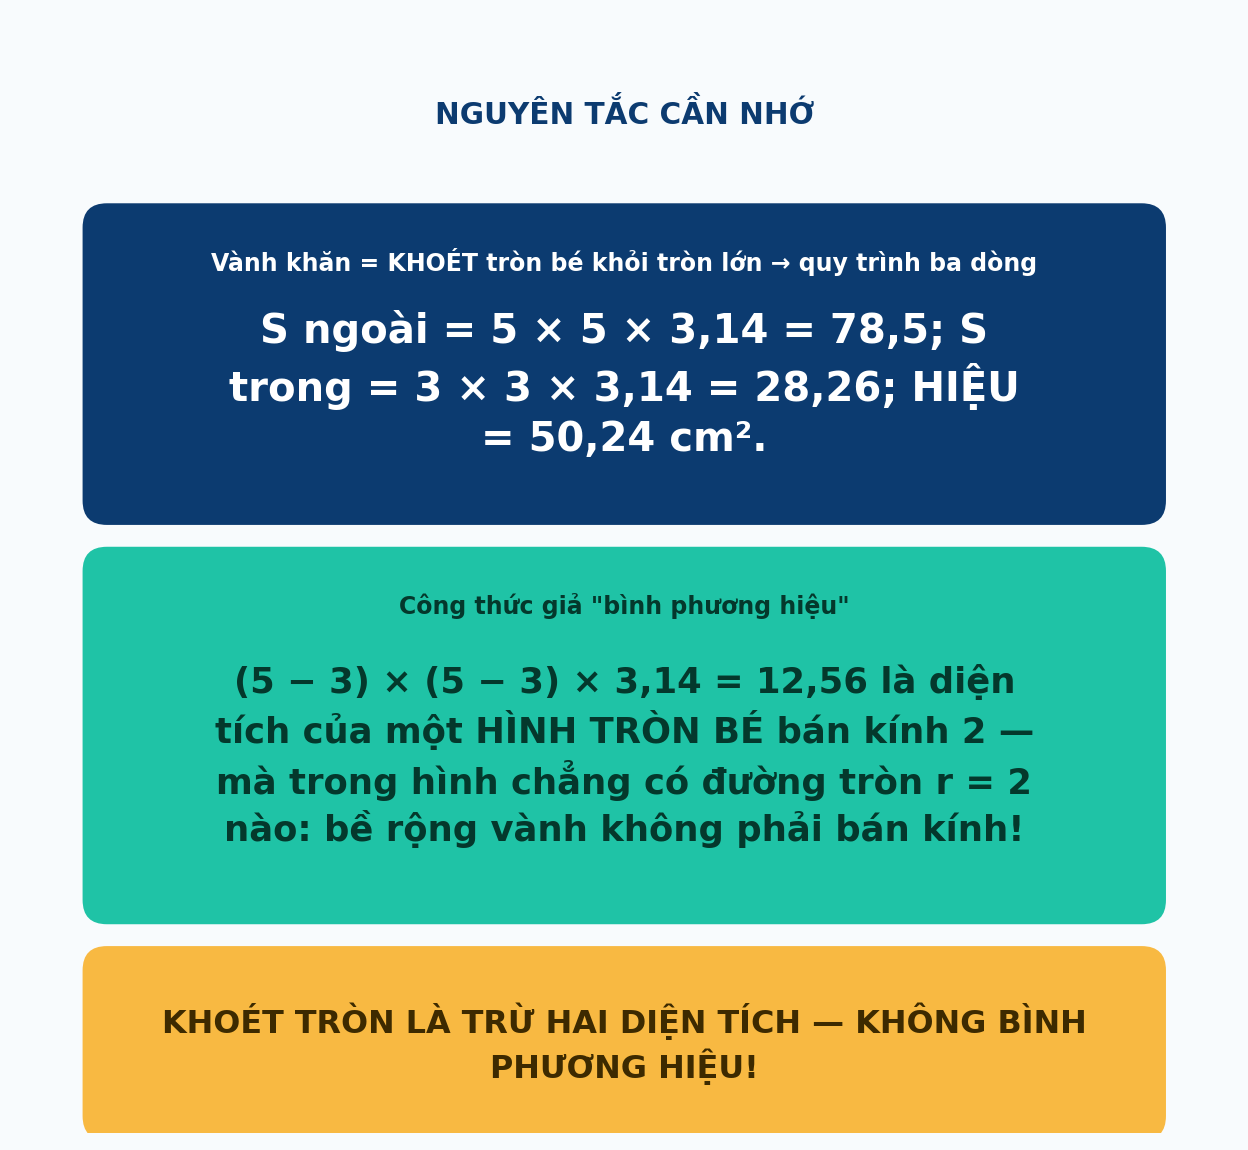 NGUYÊN TẮC CẦN NHỚ
Vành khăn = KHOÉT tròn bé khỏi tròn lớn → quy trình ba dòng
S ngoài = 5 × 5 × 3,14 = 78,5; S
trong = 3 × 3 × 3,14 = 28,26; HIỆU
= 50,24 cm².
Công thức giả "bình phương hiệu"
(5 − 3) × (5 − 3) × 3,14 = 12,56 là diện
tích của một HÌNH TRÒN BÉ bán kính 2 —
mà trong hình chẳng có đường tròn r = 2
nào: bề rộng vành không phải bán kính!
KHOÉT TRÒN LÀ TRỪ HAI DIỆN TÍCH — KHÔNG BÌNH
PHƯƠNG HIỆU!